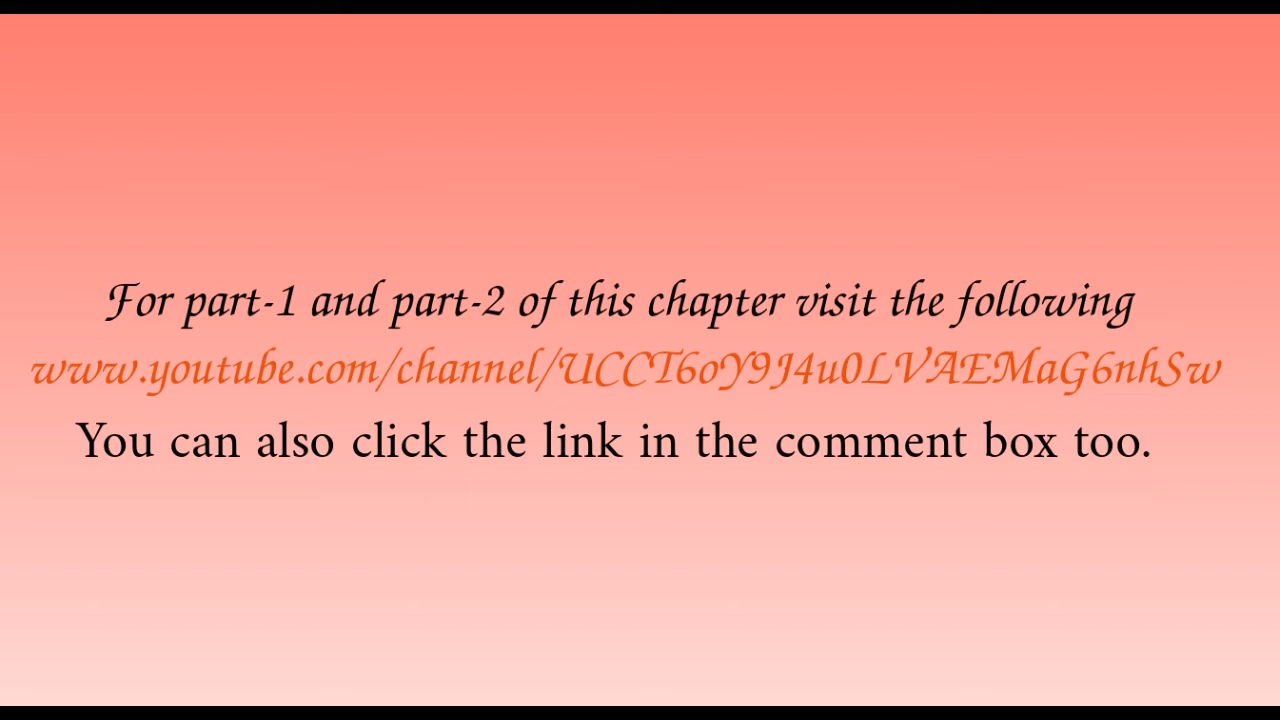 For part-1 and part-2 of this chapter visit the following
www.youtube.com/channel/UCCT6oY9J4u0LVAEMaG6nhSw
You can also click the link in the comment box too.